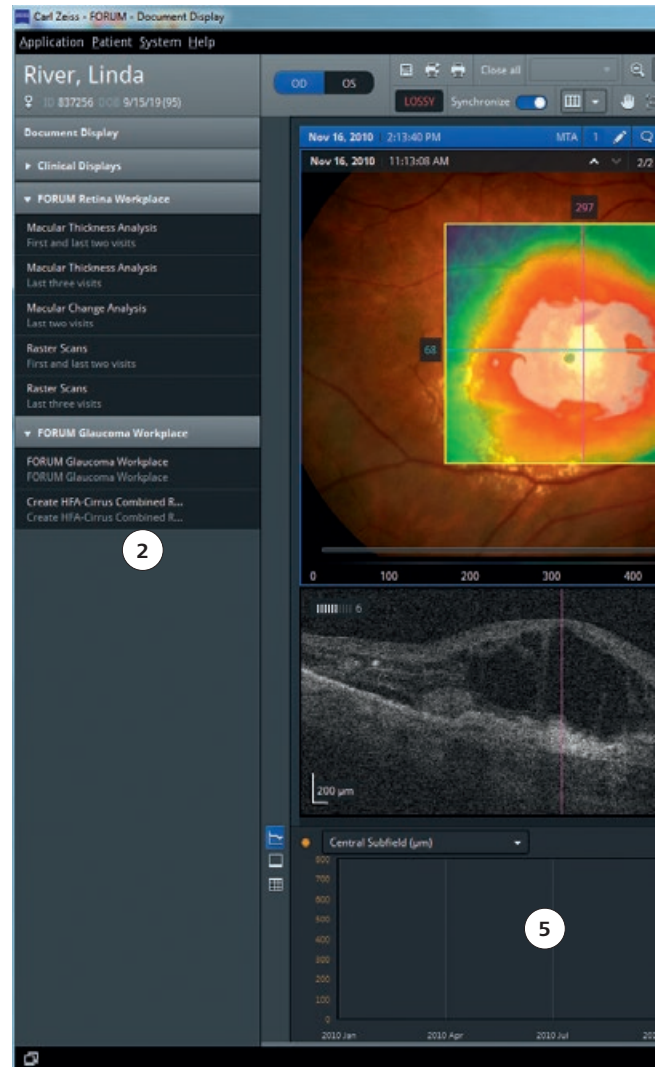 Carl Zeiss - FORUM - Document Display
Application Patient System Help
River, Linda
ID 837256 DOB 9/15/19(95)
OD OS
Close all
LOSSY Synchronize
Document Display
Clinical Displays
FORUM Retina Workplace
Macular Thickness Analysis
First and last two visits
Macular Thickness Analysis
Last three visits
Macular Change Analysis
Last two visits
Raster Scans
First and last two visits
Raster Scans
Last three visits
FORUM Glaucoma Workplace
FORUM Glaucoma Workplace
FORUM Glaucoma Workplace
Create HFA-Cirrus Combined R...
Create HFA-Cirrus Combined R...
2
Nov 16, 2010 2:13:40 PM MTA 1
Nov 16, 2010 11:13:08 AM 2/2
297
68
0 100 200 300 400
6
200 µm
Central Subfield (µm)
800
700
600
500
400
300
200
100
0
5
2010 Jan 2010 Apr 2010 Jul